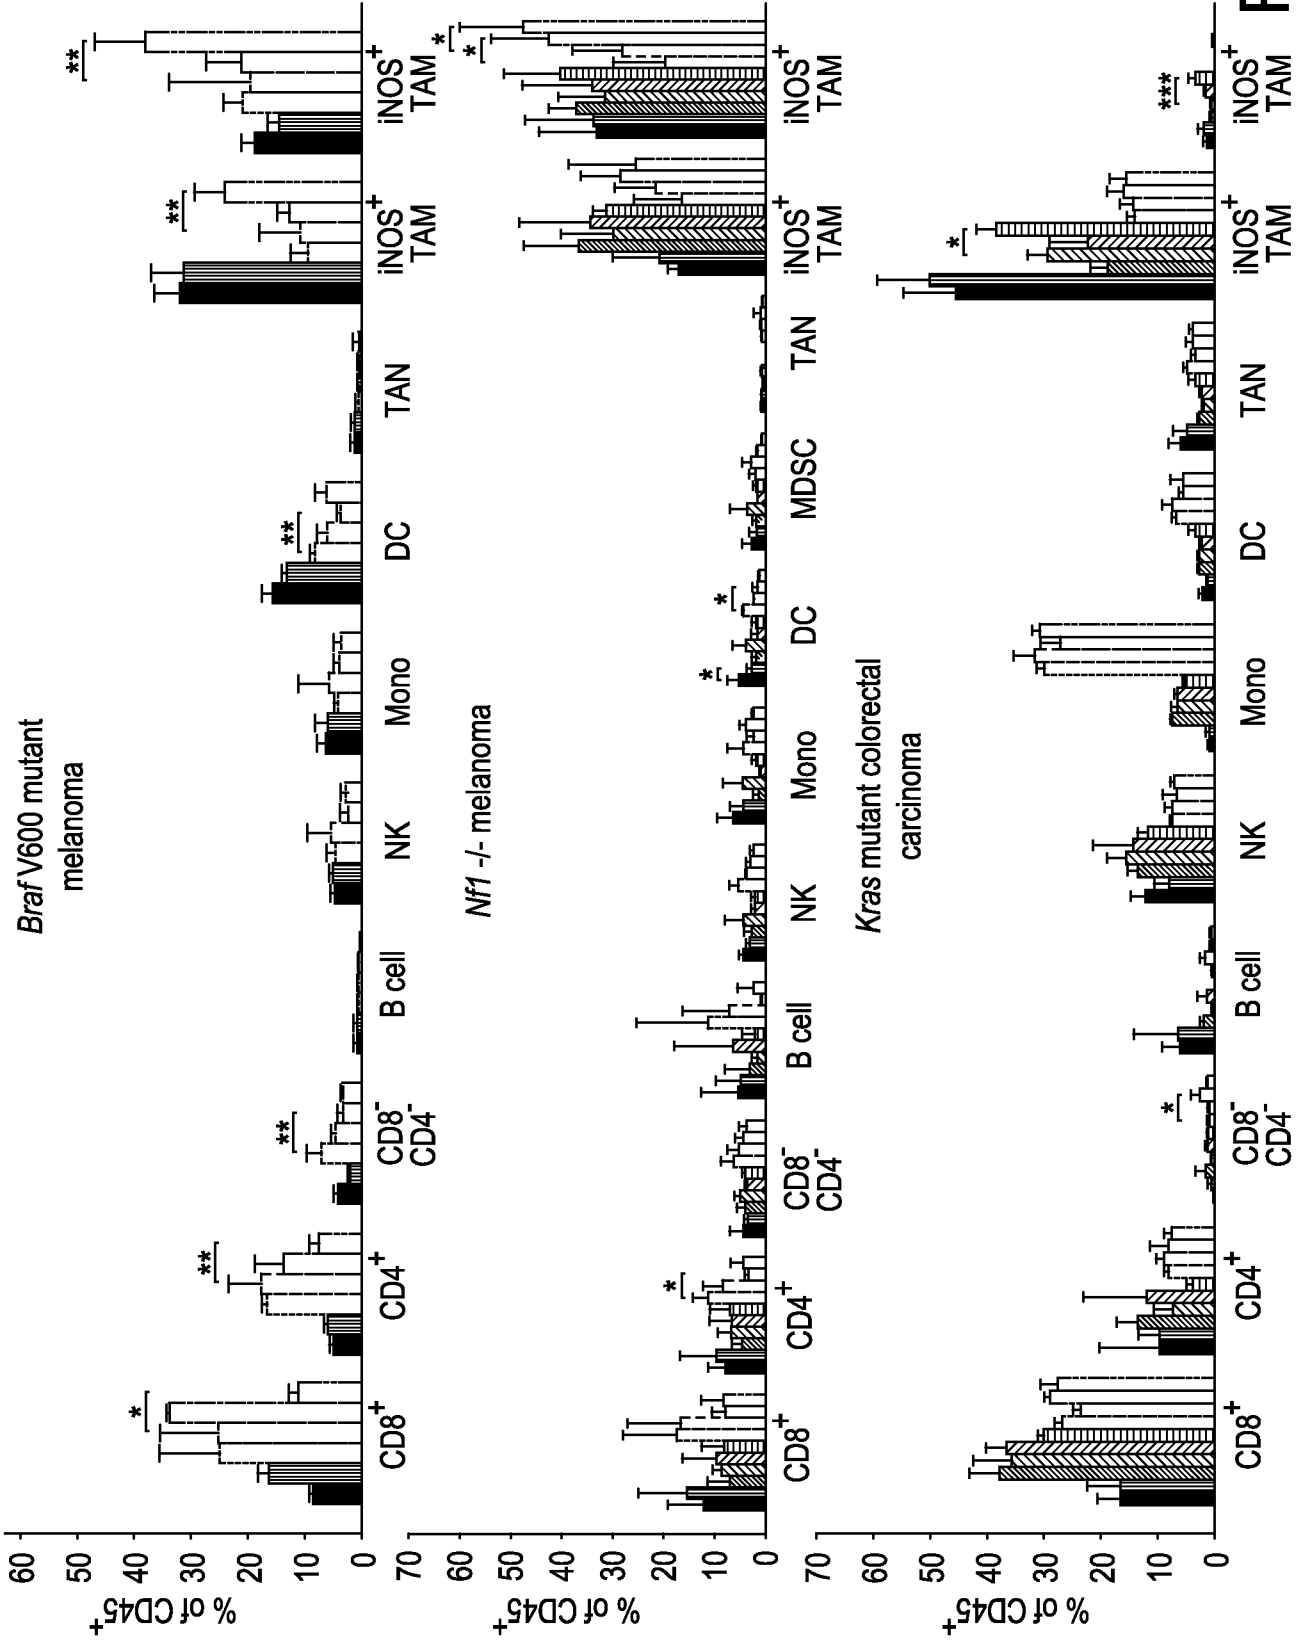 Braf V600 mutant
melanoma
% of CD45+
60
40
20
0
*
**
**
**
**
**
CD8+
CD4+
CD8-
CD4-
B cell
NK
Mono
DC
TAN
iNOS+
TAM
iNOS+
TAM
Nf1 -/- melanoma
% of CD45+
70
60
50
40
30
20
10
0
*
*
*
*
*
CD8+
CD4+
CD8-
CD4-
B cell
NK
Mono
DC
MDSC
TAN
iNOS+
TAM
iNOS+
TAM
Kras mutant colorectal
carcinoma
% of CD45+
70
60
50
40
30
20
10
0
*
*
***
CD8+
CD4+
CD8-
CD4-
B cell
NK
Mono
DC
TAN
iNOS+
TAM
iNOS+
TAM